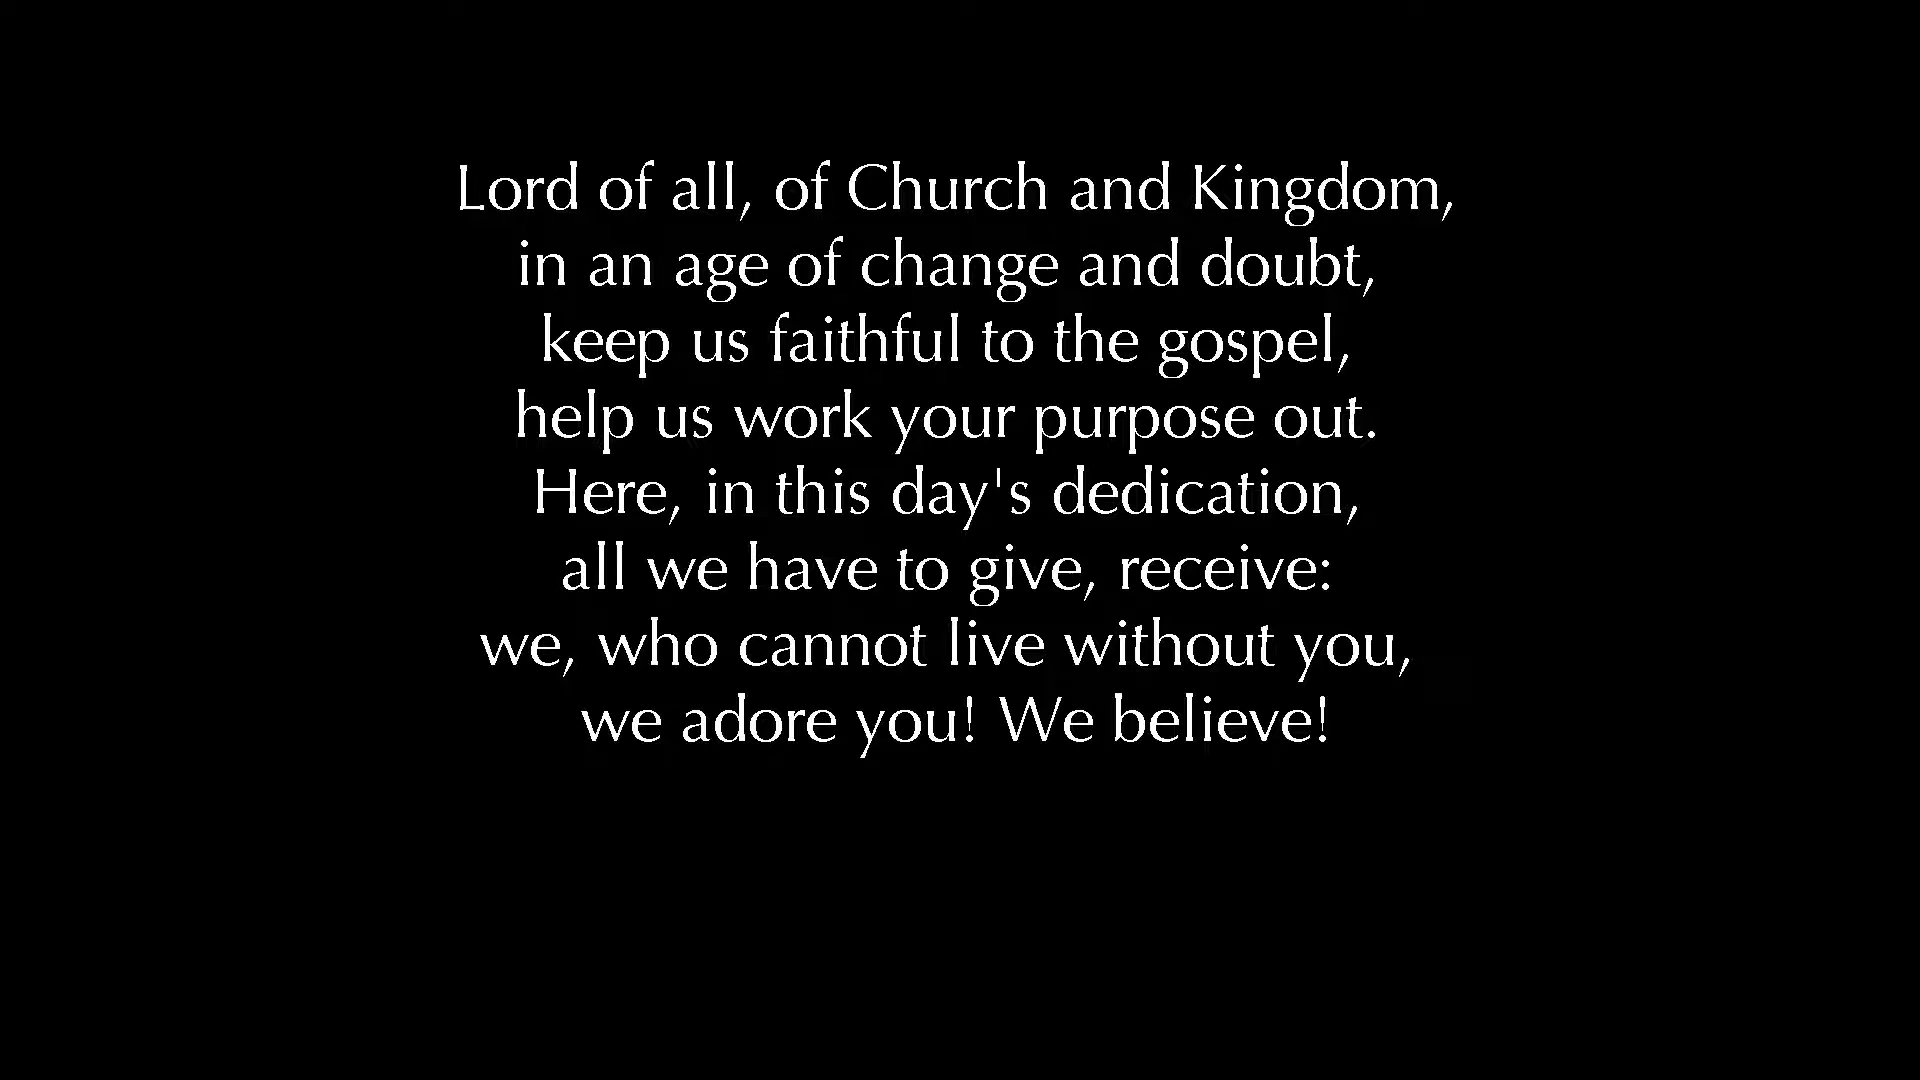 Lord of all, of Church and Kingdom,
in an age of change and doubt,
keep us faithful to the gospel,
help us work your purpose out.
Here, in this day's dedication,
all we have to give, receive:
we, who cannot live without you,
we adore you! We believe!